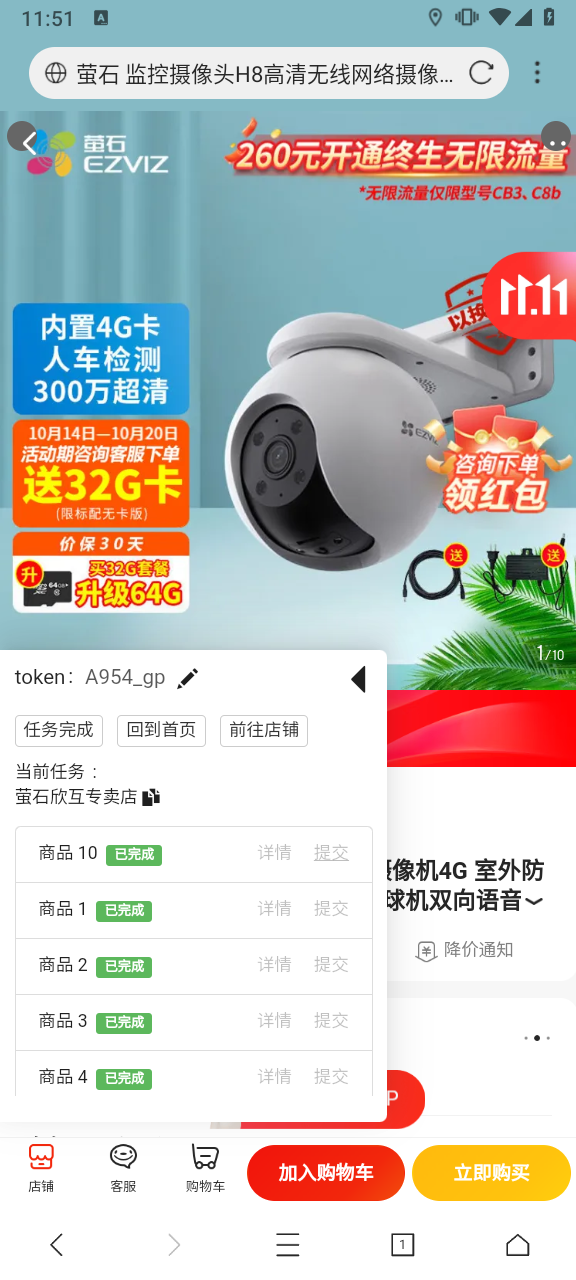 11:51
A
萤石 监控摄像头H8高清无线网络摄像...
萤石
EZVIZ
260元开通终生无限流量
*无限流量仅限型号CB3、C8b
11.11
以换
内置4G卡
人车检测
300万超清
EZVIZ
10月14日—10月20日
活动期咨询客服下单
送32G卡
(限标配无卡版)
咨询下单
领红包
价保30天
升
买32G套餐
升级64G
64GB
送
送
1/10
token： A954_gp
任务完成 回到首页 前往店铺
当前任务：
萤石欣互专卖店
商品 10 已完成 详情 提交
商品 1 已完成 详情 提交
商品 2 已完成 详情 提交
商品 3 已完成 详情 提交
商品 4 已完成 详情 提交
像机4G 室外防
球机双向语音
降价通知
P
店铺
客服
购物车
加入购物车
立即购买
1